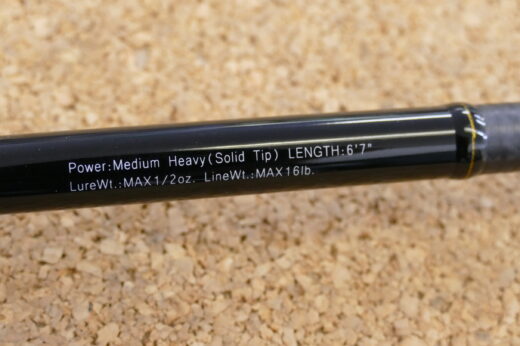 Power:Medium Heavy(Solid Tip) LENGTH:6'7"
LureWt.:MAX1/2oz. LineWt.:MAX16lb.